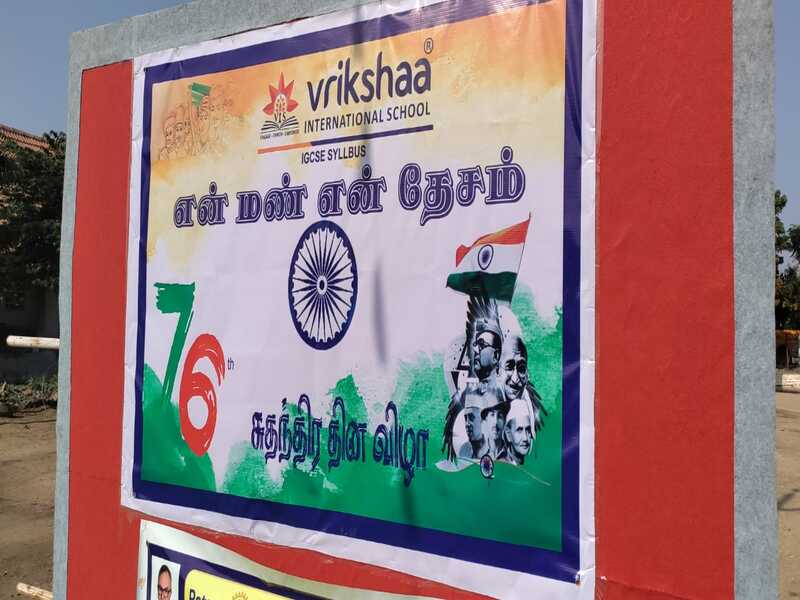 vrikshaa®
INTERNATIONAL SCHOOL
IGCSE SYLLBUS
என் மண் என் தேசம்
76th
சுதந்திர தின விழா